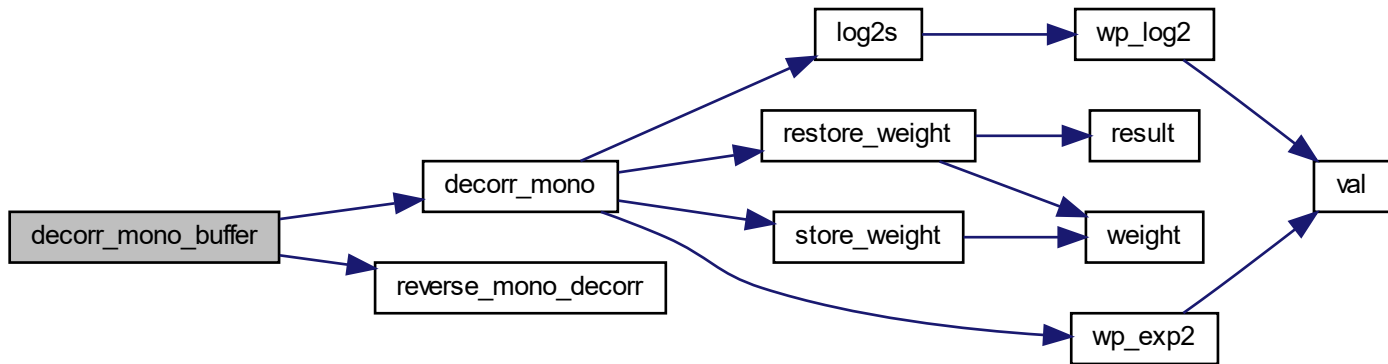 decorr_mono_buffer
decorr_mono
reverse_mono_decorr
log2s
restore_weight
store_weight
wp_log2
result
weight
wp_exp2
val